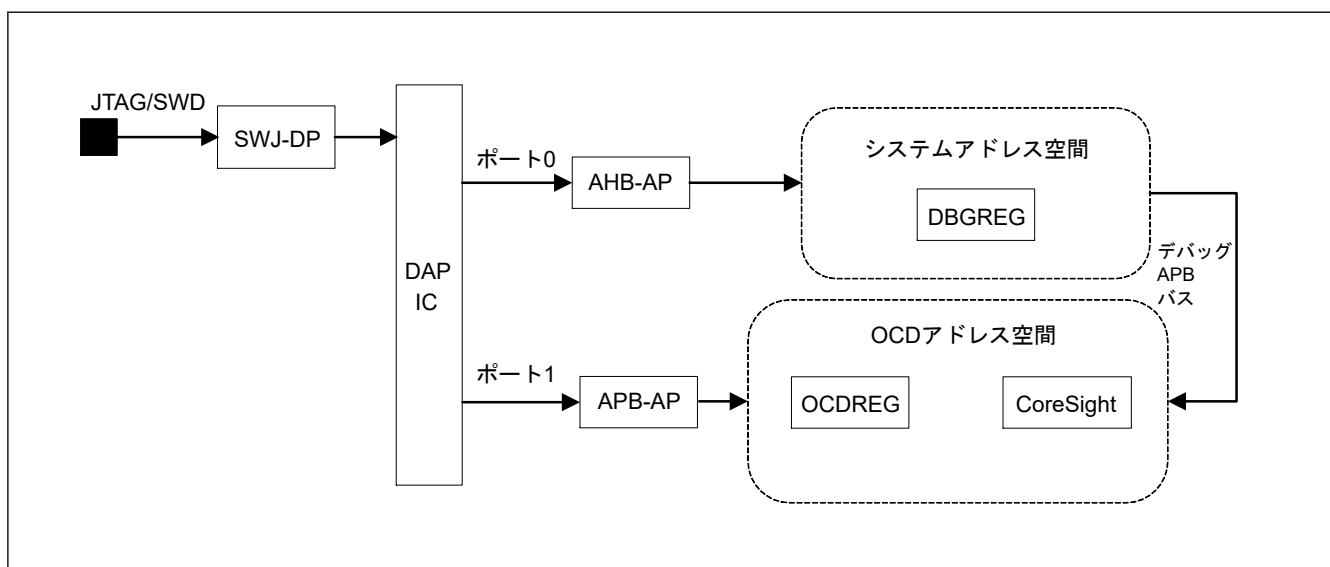 JTAG/SWD
SWJ-DP
DAP
IC
ポート0
AHB-AP
システムアドレス空間
DBGREG
デバッグ
APB
バス
ポート1
APB-AP
OCDアドレス空間
OCDREG
CoreSight